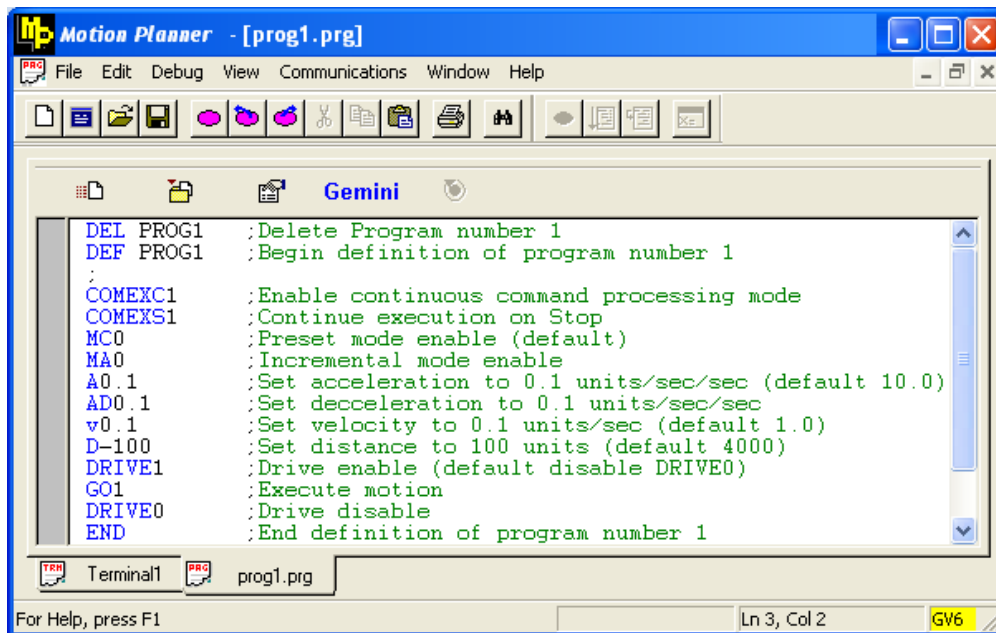 Motion Planner - [prog1.prg]
File Edit Debug View Communications Window Help
Gemini
DEL PROG1 ;Delete Program number 1
DEF PROG1 ;Begin definition of program number 1
;
COMEXC1 ;Enable continuous command processing mode
COMEXS1 ;Continue execution on Stop
MC0 ;Preset mode enable (default)
MA0 ;Incremental mode enable
A0.1 ;Set acceleration to 0.1 units/sec/sec (default 10.0)
AD0.1 ;Set decceleration to 0.1 units/sec/sec
v0.1 ;Set velocity to 0.1 units/sec (default 1.0)
D-100 ;Set distance to 100 units (default 4000)
DRIVE1 ;Drive enable (default disable DRIVE0)
GO1 ;Execute motion
DRIVE0 ;Drive disable
END ;End definition of program number 1
TRM Terminal1 PRG prog1.prg
For Help, press F1 Ln 3, Col 2 GV6